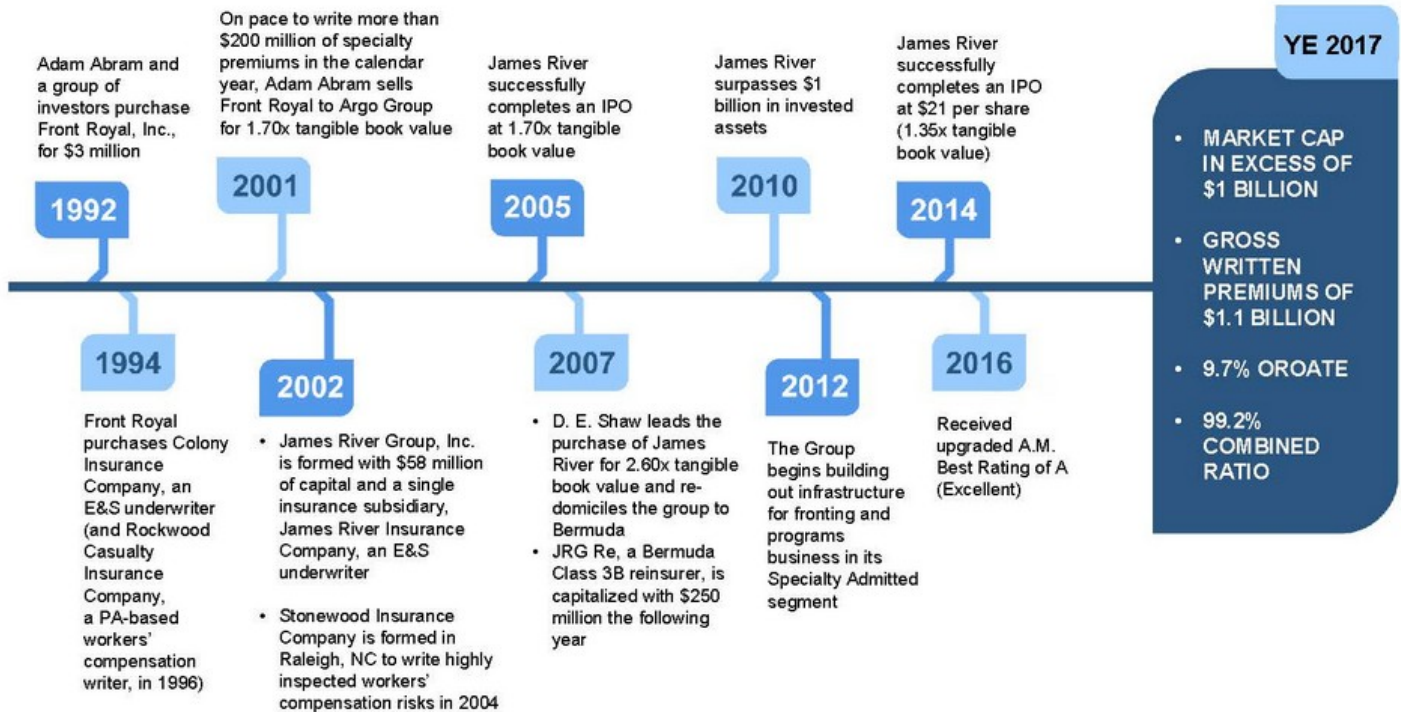 Adam Abram and
a group of
investors purchase
Front Royal, Inc.,
for $3 million
1992
On pace to write more than
$200 million of specialty
premiums in the calendar
year, Adam Abram sells
Front Royal to Argo Group
for 1.70x tangible book value
2001
James River
successfully
completes an IPO
at 1.70x tangible
book value
2005
James River
surpasses $1
billion in invested
assets
2010
James River
successfully
completes an IPO
at $21 per share
(1.35x tangible
book value)
2014
1994
Front Royal
purchases Colony
Insurance
Company, an
E&S underwriter
(and Rockwood
Casualty
Insurance
Company,
a PA-based
workers'
compensation
writer, in 1996)
2002
• James River Group, Inc.
is formed with $58 million
of capital and a single
insurance subsidiary,
James River Insurance
Company, an E&S
underwriter
• Stonewood Insurance
Company is formed in
Raleigh, NC to write highly
inspected workers'
compensation risks in 2004
2007
• D. E. Shaw leads the
purchase of James
River for 2.60x tangible
book value and re-
domiciles the group to
Bermuda
• JRG Re, a Bermuda
Class 3B reinsurer, is
capitalized with $250
million the following
year
2012
The Group
begins building
out infrastructure
for fronting and
programs
business in its
Specialty Admitted
segment
2016
Received
upgraded A.M.
Best Rating of A
(Excellent)
YE 2017
• MARKET CAP
IN EXCESS OF
$1 BILLION
• GROSS
WRITTEN
PREMIUMS OF
$1.1 BILLION
• 9.7% OROATE
• 99.2%
COMBINED
RATIO